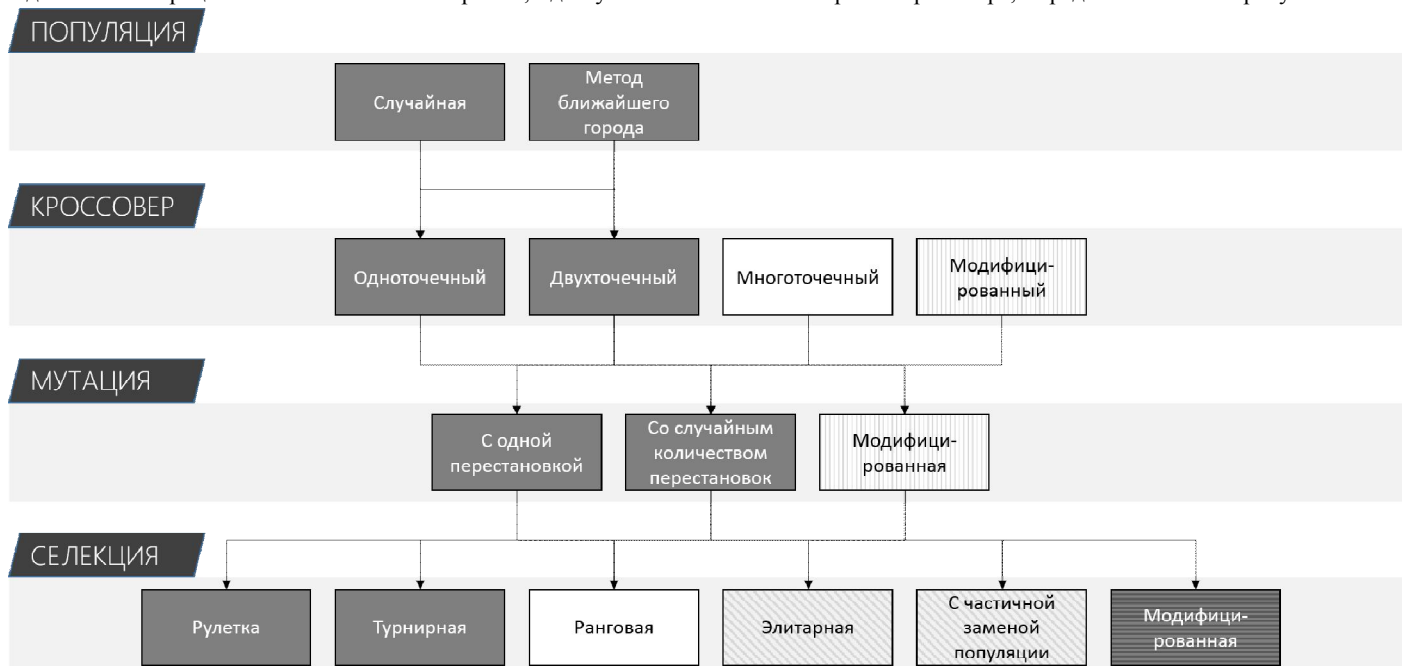 ПОПУЛЯЦИЯ
Случайная
Метод
ближайшего
города
КРОССОВЕР
Одноточечный
Двухточечный
Многоточечный
Модифици-
рованный
МУТАЦИЯ
С одной
перестановкой
Со случайным
количеством
перестановок
Модифици-
рованная
СЕЛЕКЦИЯ
Рулетка
Турнирная
Ранговая
Элитарная
С частичной
заменой
популяции
Модифици-
рованная